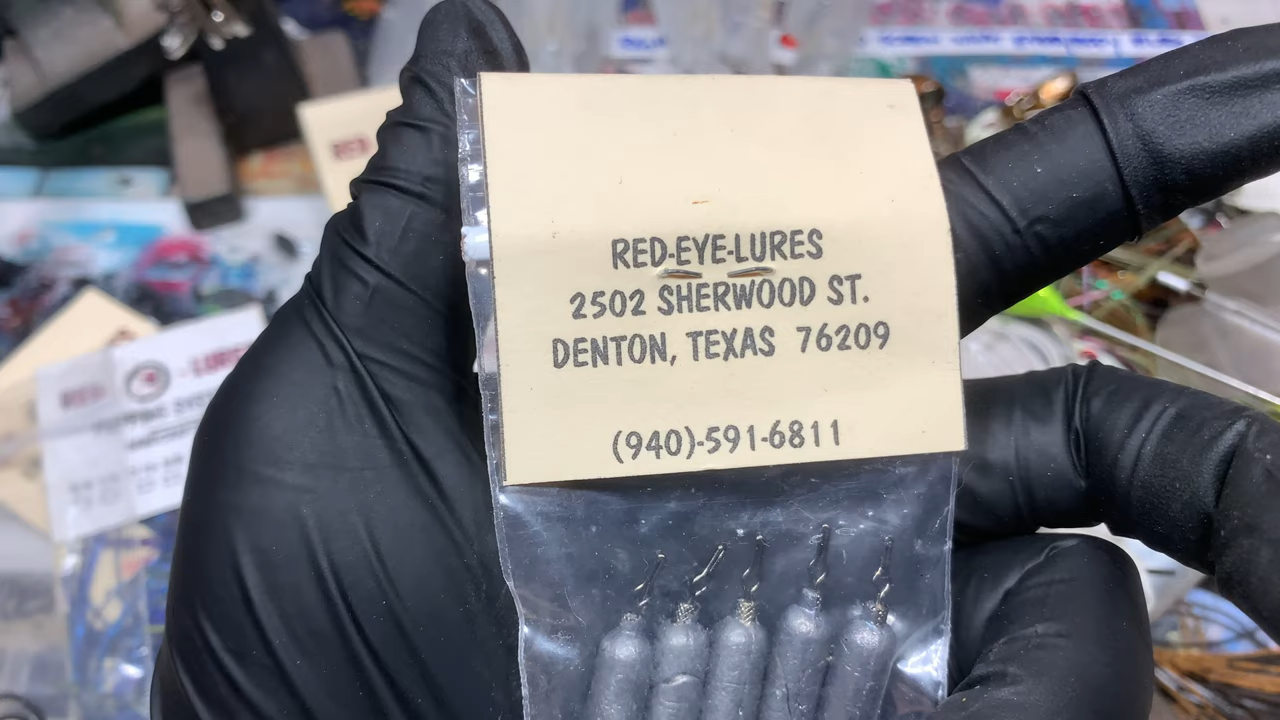 RED-EYE-LURES
2502 SHERWOOD ST.
DENTON, TEXAS 76209
(940)-591-6811